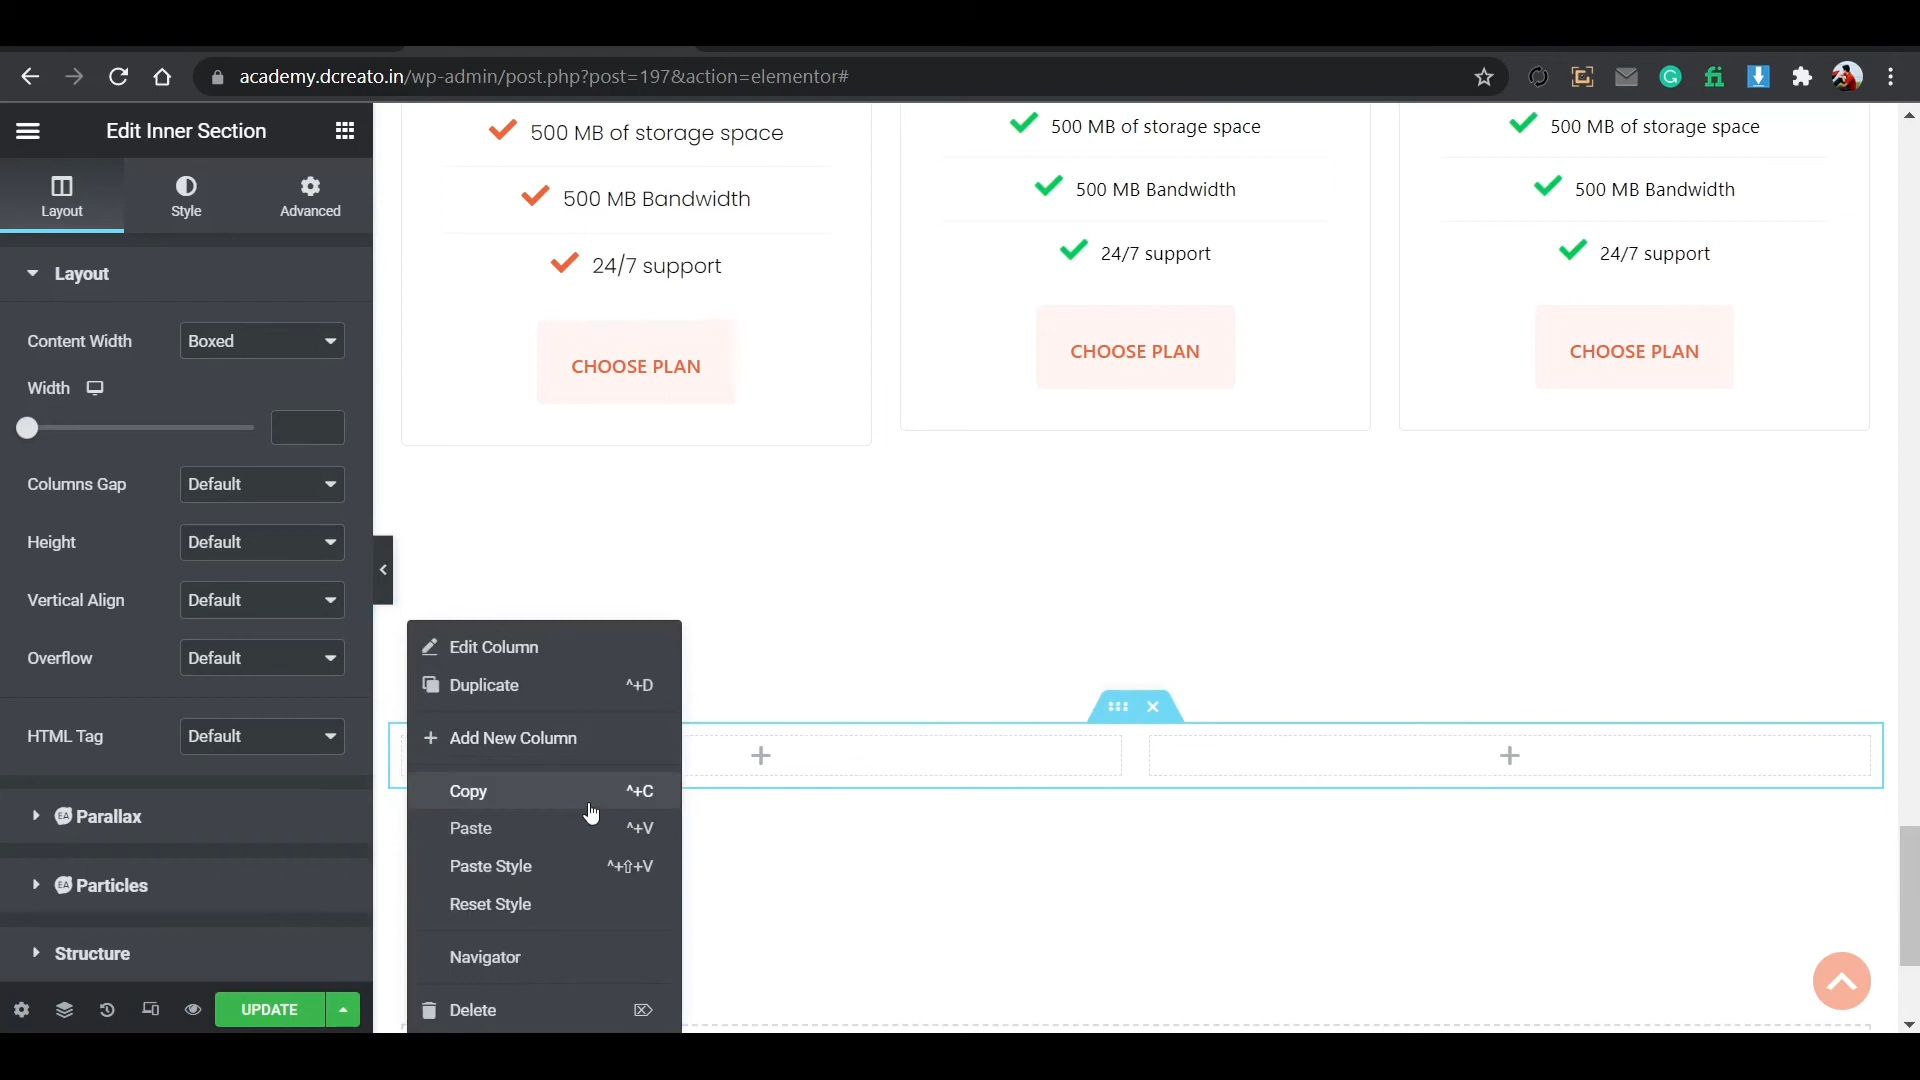 academy.dcreato.in/wp-admin/post.php?post=197&action=elementor#
Edit Inner Section
Layout
Style
Advanced
Layout
Content Width
Boxed
Width
Columns Gap
Default
Height
Default
Vertical Align
Default
Overflow
Default
HTML Tag
Default
EA Parallax
EA Particles
Structure
UPDATE
500 MB of storage space
500 MB Bandwidth
24/7 support
CHOOSE PLAN
500 MB of storage space
500 MB Bandwidth
24/7 support
CHOOSE PLAN
500 MB of storage space
500 MB Bandwidth
24/7 support
CHOOSE PLAN
Edit Column
Duplicate ^+D
Add New Column
Copy ^+C
Paste ^+V
Paste Style ^+⇧+V
Reset Style
Navigator
Delete ⌦